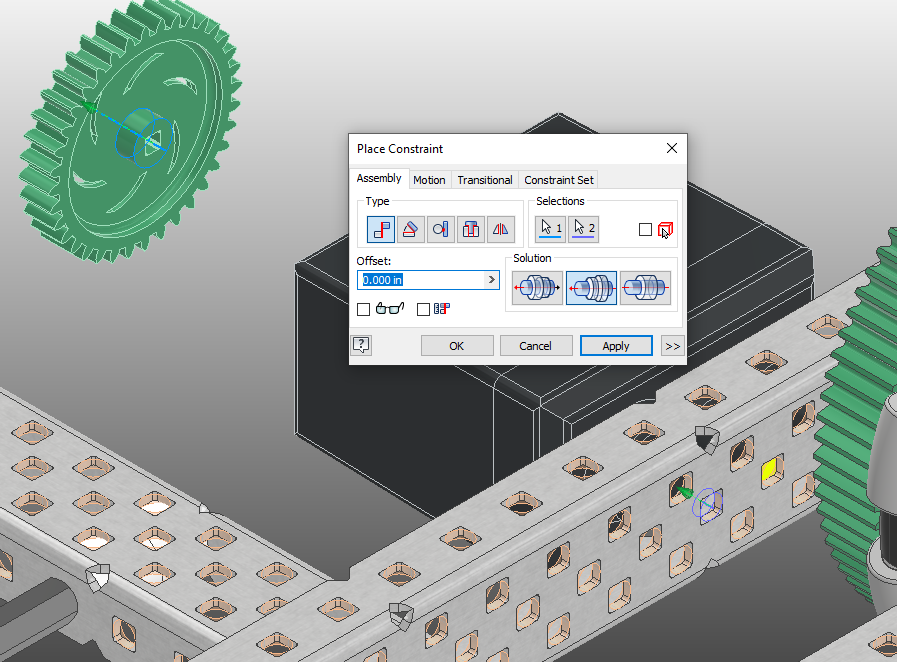 Place Constraint
Assembly Motion Transitional Constraint Set
Type
Selections
1 2
Offset:
0.000 in >
Solution
?
OK Cancel Apply >>